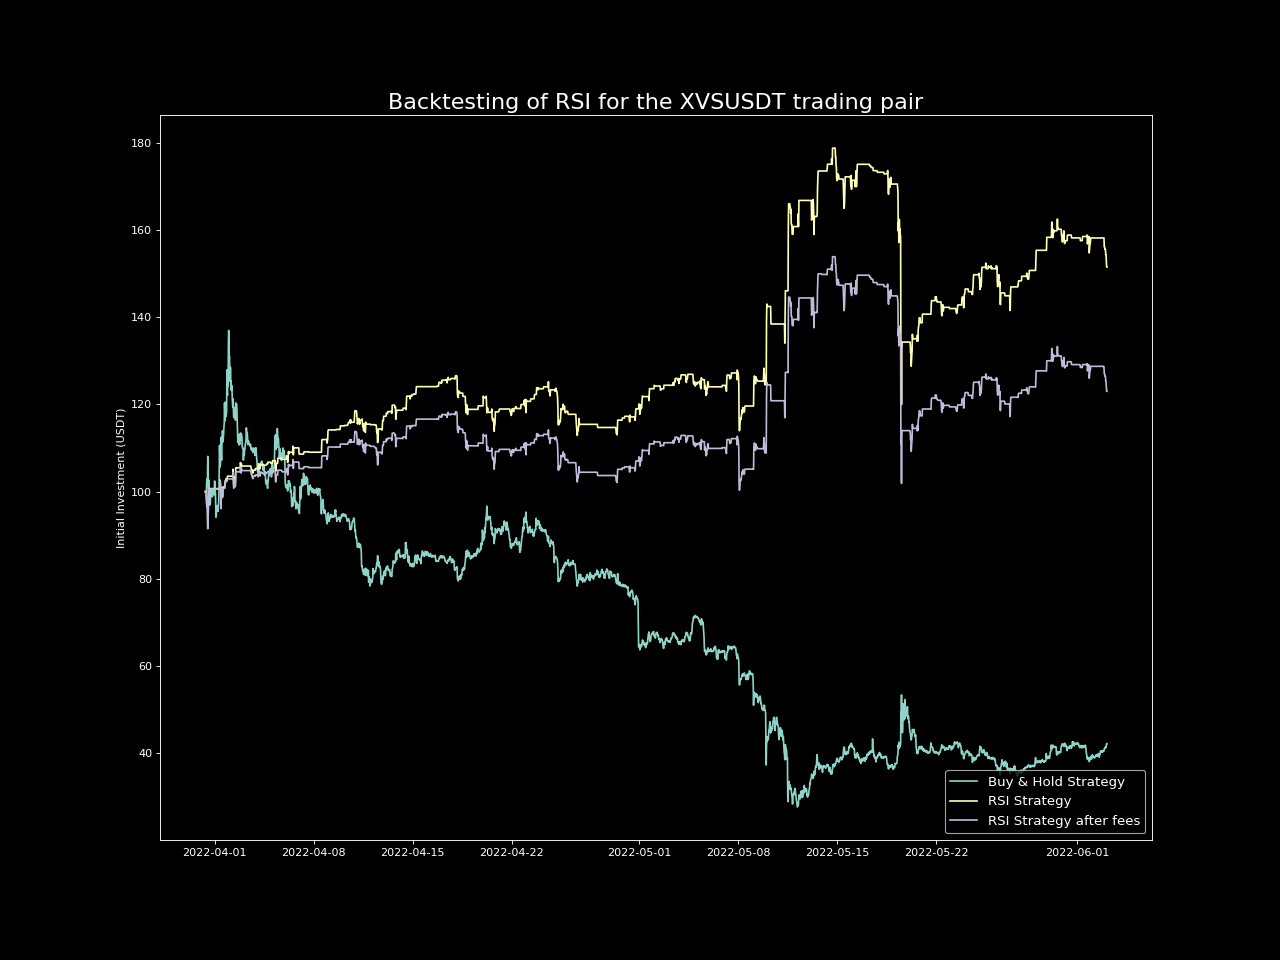 Backtesting of RSI for the XVSUSDT trading pair
Initial Investment (USDT)
180
160
140
120
100
80
60
40
2022-04-01 2022-04-08 2022-04-15 2022-04-22 2022-05-01 2022-05-08 2022-05-15 2022-05-22 2022-06-01
Buy & Hold Strategy
RSI Strategy
RSI Strategy after fees